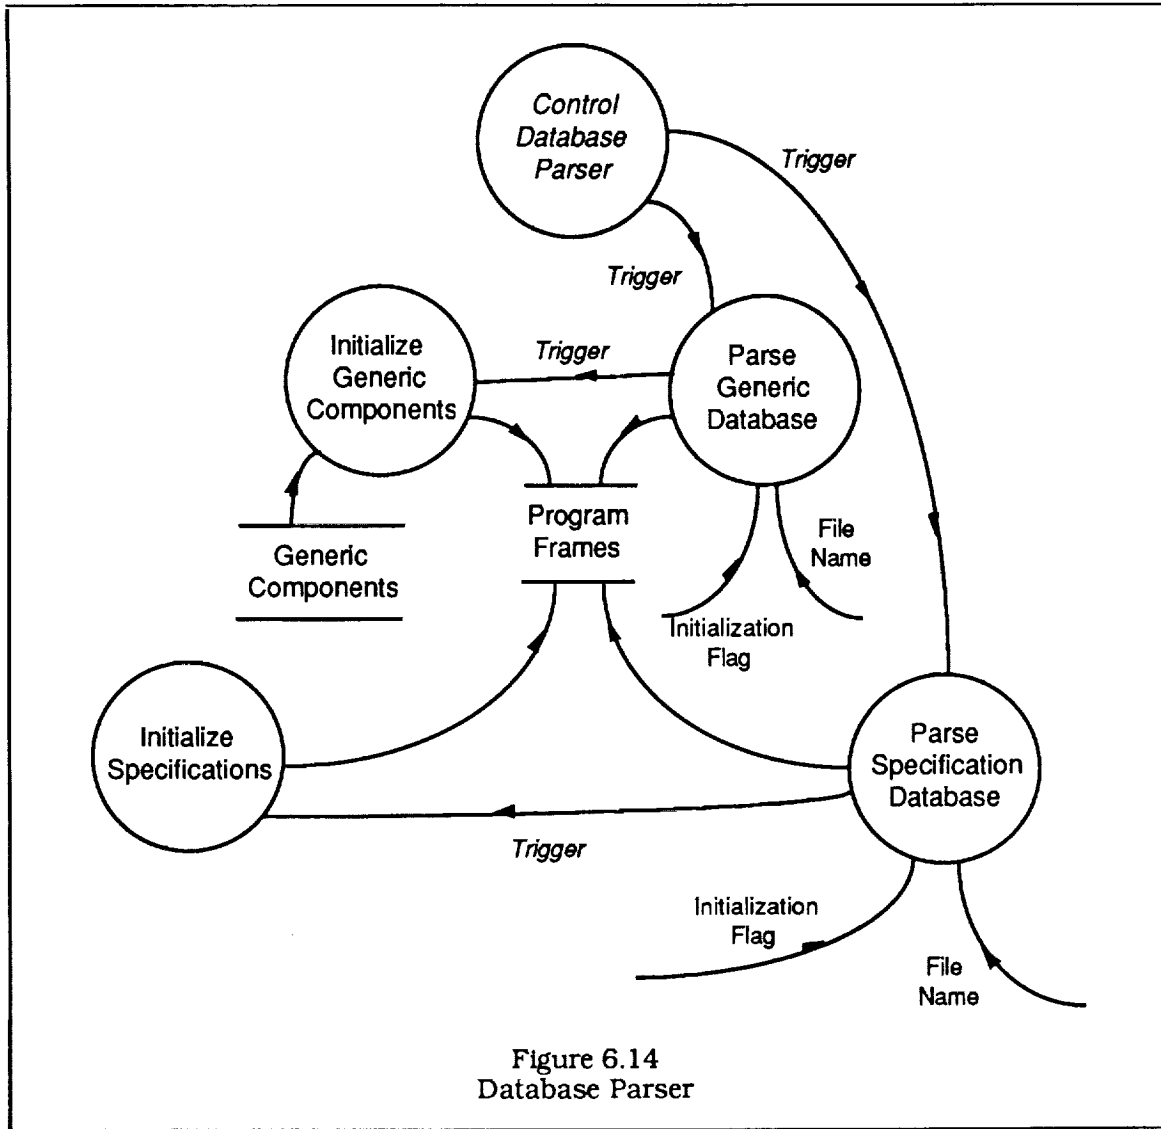 Control
Database
Parser
Trigger
Trigger
Initialize
Generic
Components
Trigger
Parse
Generic
Database
Program
Frames
Generic
Components
File
Name
Initialization
Flag
Initialize
Specifications
Parse
Specification
Database
Trigger
Initialization
Flag
File
Name
Figure 6.14
Database Parser